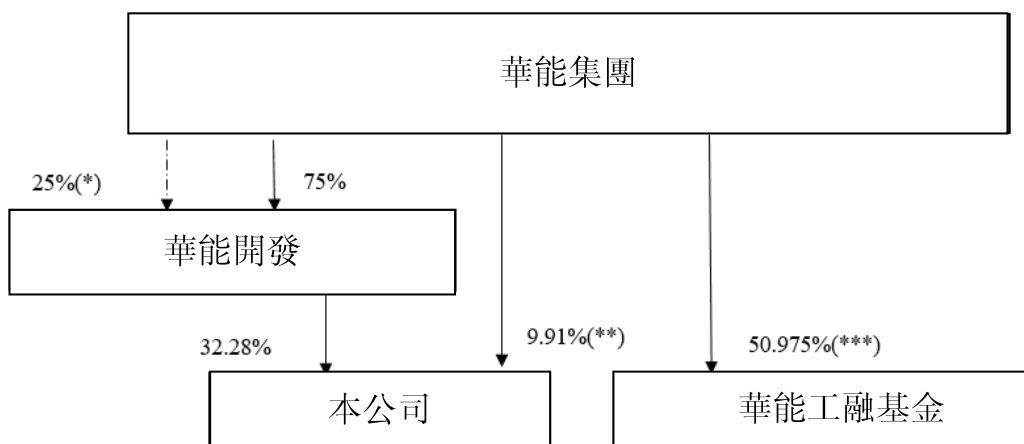 華能集團
25%(*)
75%
華能開發
32.28%
9.91%(**)
50.975%(***)
本公司
華能工融基金